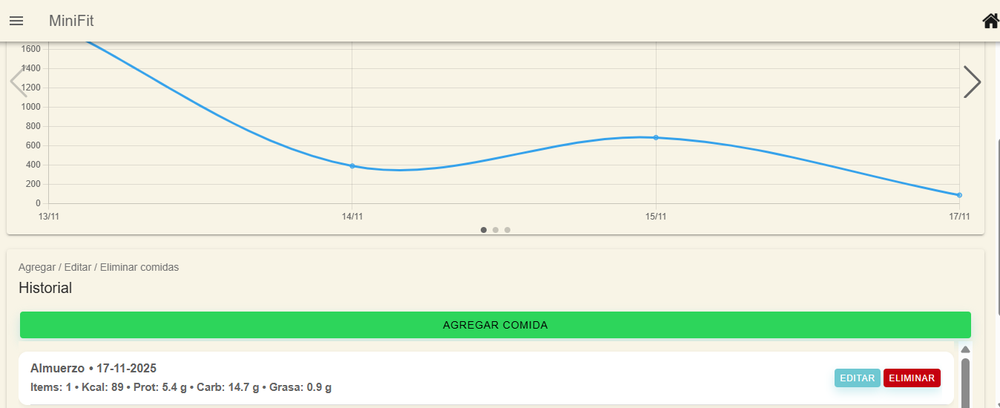 MiniFit
1600
1400
1200
1000
800
600
400
200
0
13/11 14/11 15/11 17/11
Agregar / Editar / Eliminar comidas
Historial
AGREGAR COMIDA
Almuerzo • 17-11-2025
Items: 1 • Kcal: 89 • Prot: 5.4 g • Carb: 14.7 g • Grasa: 0.9 g
EDITAR ELIMINAR